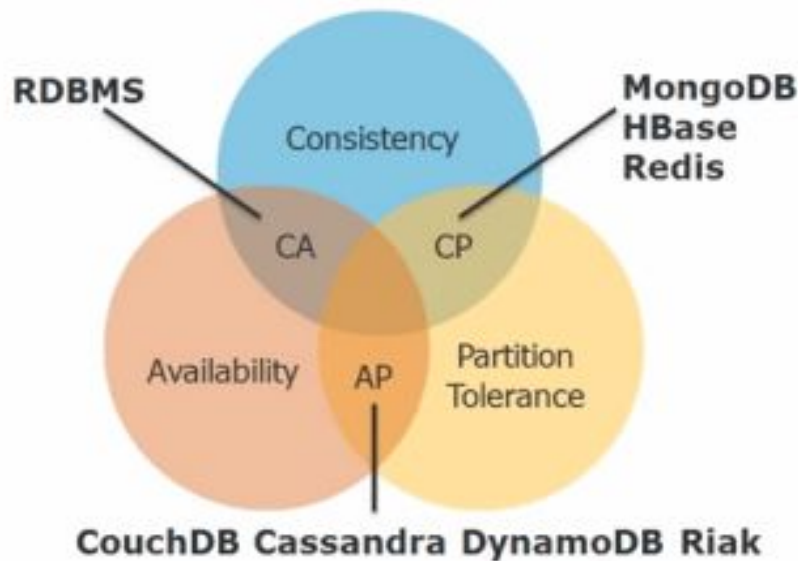 RDBMS
MongoDB
HBase
Redis
Consistency
CA
CP
Availability
AP
Partition
Tolerance
CouchDB Cassandra DynamoDB Riak